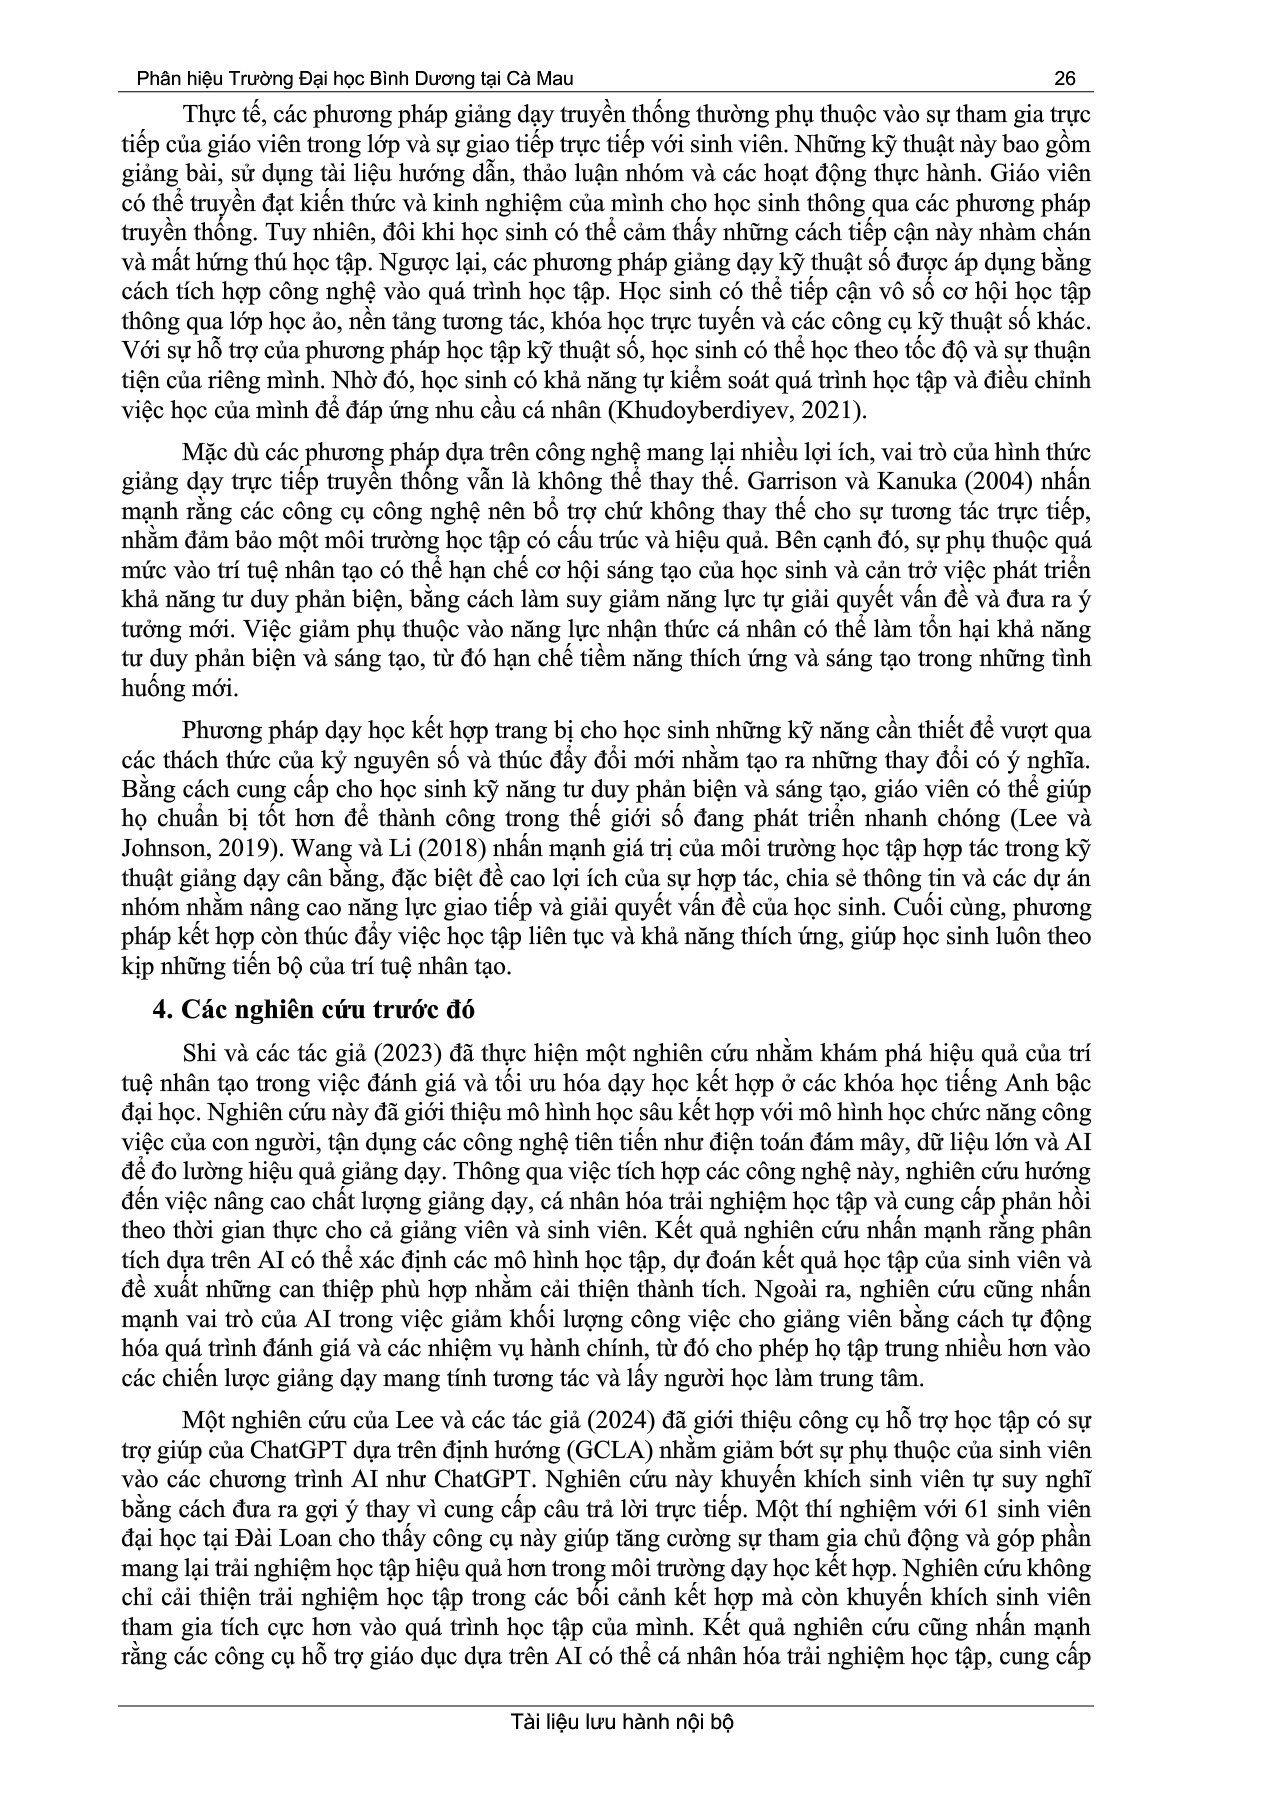 Phân hiệu Trường Đại học Bình Dương tại Cà Mau 26
Thực tế, các phương pháp giảng dạy truyền thống thường phụ thuộc vào sự tham gia trực
tiếp của giáo viên trong lớp và sự giao tiếp trực tiếp với sinh viên. Những kỹ thuật này bao gồm
giảng bài, sử dụng tài liệu hướng dẫn, thảo luận nhóm và các hoạt động thực hành. Giáo viên
có thể truyền đạt kiến thức và kinh nghiệm của mình cho học sinh thông qua các phương pháp
truyền thống. Tuy nhiên, đôi khi học sinh có thể cảm thấy những cách tiếp cận này nhàm chán
và mất hứng thú học tập. Ngược lại, các phương pháp giảng dạy kỹ thuật số được áp dụng bằng
cách tích hợp công nghệ vào quá trình học tập. Học sinh có thể tiếp cận vô số cơ hội học tập
thông qua lớp học ảo, nền tảng tương tác, khóa học trực tuyến và các công cụ kỹ thuật số khác.
Với sự hỗ trợ của phương pháp học tập kỹ thuật số, học sinh có thể học theo tốc độ và sự thuận
tiện của riêng mình. Nhờ đó, học sinh có khả năng tự kiểm soát quá trình học tập và điều chỉnh
việc học của mình để đáp ứng nhu cầu cá nhân (Khudoyberdiyev, 2021).
Mặc dù các phương pháp dựa trên công nghệ mang lại nhiều lợi ích, vai trò của hình thức
giảng dạy trực tiếp truyền thống vẫn là không thể thay thế. Garrison và Kanuka (2004) nhấn
mạnh rằng các công cụ công nghệ nên bổ trợ chứ không thay thế cho sự tương tác trực tiếp,
nhằm đảm bảo một môi trường học tập có cấu trúc và hiệu quả. Bên cạnh đó, sự phụ thuộc quá
mức vào trí tuệ nhân tạo có thể hạn chế cơ hội sáng tạo của học sinh và cản trở việc phát triển
khả năng tư duy phản biện, bằng cách làm suy giảm năng lực tự giải quyết vấn đề và đưa ra ý
tưởng mới. Việc giảm phụ thuộc vào năng lực nhận thức cá nhân có thể làm tổn hại khả năng
tư duy phản biện và sáng tạo, từ đó hạn chế tiềm năng thích ứng và sáng tạo trong những tình
huống mới.
Phương pháp dạy học kết hợp trang bị cho học sinh những kỹ năng cần thiết để vượt qua
các thách thức của kỷ nguyên số và thúc đẩy đổi mới nhằm tạo ra những thay đổi có ý nghĩa.
Bằng cách cung cấp cho học sinh kỹ năng tư duy phản biện và sáng tạo, giáo viên có thể giúp
họ chuẩn bị tốt hơn để thành công trong thế giới số đang phát triển nhanh chóng (Lee và
Johnson, 2019). Wang và Li (2018) nhấn mạnh giá trị của môi trường học tập hợp tác trong kỹ
thuật giảng dạy cân bằng, đặc biệt đề cao lợi ích của sự hợp tác, chia sẻ thông tin và các dự án
nhóm nhằm nâng cao năng lực giao tiếp và giải quyết vấn đề của học sinh. Cuối cùng, phương
pháp kết hợp còn thúc đẩy việc học tập liên tục và khả năng thích ứng, giúp học sinh luôn theo
kịp những tiến bộ của trí tuệ nhân tạo.
4. Các nghiên cứu trước đó
Shi và các tác giả (2023) đã thực hiện một nghiên cứu nhằm khám phá hiệu quả của trí
tuệ nhân tạo trong việc đánh giá và tối ưu hóa dạy học kết hợp ở các khóa học tiếng Anh bậc
đại học. Nghiên cứu này đã giới thiệu mô hình học sâu kết hợp với mô hình học chức năng công
việc của con người, tận dụng các công nghệ tiên tiến như điện toán đám mây, dữ liệu lớn và AI
để đo lường hiệu quả giảng dạy. Thông qua việc tích hợp các công nghệ này, nghiên cứu hướng
đến việc nâng cao chất lượng giảng dạy, cá nhân hóa trải nghiệm học tập và cung cấp phản hồi
theo thời gian thực cho cả giảng viên và sinh viên. Kết quả nghiên cứu nhấn mạnh rằng phân
tích dựa trên AI có thể xác định các mô hình học tập, dự đoán kết quả học tập của sinh viên và
đề xuất những can thiệp phù hợp nhằm cải thiện thành tích. Ngoài ra, nghiên cứu cũng nhấn
mạnh vai trò của AI trong việc giảm khối lượng công việc cho giảng viên bằng cách tự động
hóa quá trình đánh giá và các nhiệm vụ hành chính, từ đó cho phép họ tập trung nhiều hơn vào
các chiến lược giảng dạy mang tính tương tác và lấy người học làm trung tâm.
Một nghiên cứu của Lee và các tác giả (2024) đã giới thiệu công cụ hỗ trợ học tập có sự
trợ giúp của ChatGPT dựa trên định hướng (GCLA) nhằm giảm bớt sự phụ thuộc của sinh viên
vào các chương trình AI như ChatGPT. Nghiên cứu này khuyến khích sinh viên tự suy nghĩ
bằng cách đưa ra gợi ý thay vì cung cấp câu trả lời trực tiếp. Một thí nghiệm với 61 sinh viên
đại học tại Đài Loan cho thấy công cụ này giúp tăng cường sự tham gia chủ động và góp phần
mang lại trải nghiệm học tập hiệu quả hơn trong môi trường dạy học kết hợp. Nghiên cứu không
chỉ cải thiện trải nghiệm học tập trong các bối cảnh kết hợp mà còn khuyến khích sinh viên
tham gia tích cực hơn vào quá trình học tập của mình. Kết quả nghiên cứu cũng nhấn mạnh
rằng các công cụ hỗ trợ giáo dục dựa trên AI có thể cá nhân hóa trải nghiệm học tập, cung cấp
Tài liệu lưu hành nội bộ